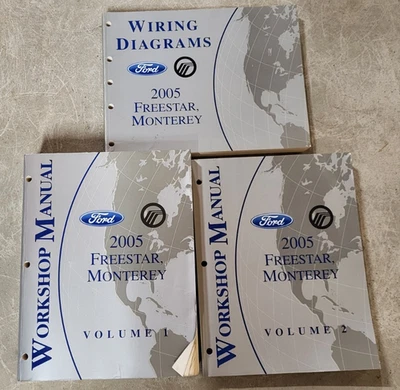 WIRING
DIAGRAMS
Ford
2005
FREESTAR,
MONTEREY
WORKSHOP MANUAL
Ford
2005
FREESTAR,
MONTEREY
VOLUME 1
WORKSHOP MANUAL
Ford
2005
FREESTAR,
MONTEREY
VOLUME 2